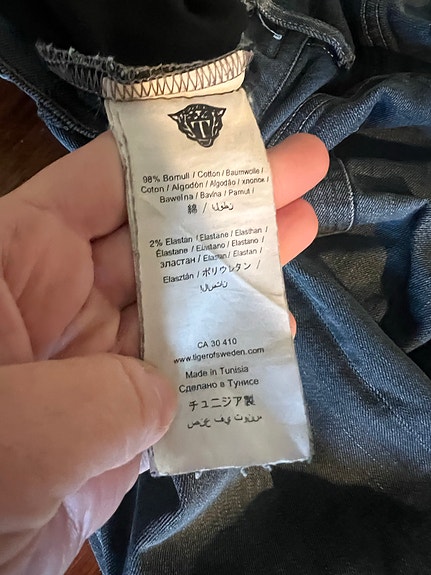 T
98% Bomull / Cotton / Baumwolle /
Coton / Algodón / Algodão / хлопок /
Bawełna / Bavlna / Pamut /
綿 / القطن
2% Elastan / Elastane / Elasthan /
Élastane / Elastano / Elastano /
эластан / Elastan / Elastan /
Elasztán / ポリウレタン /
الاستان
CA 30 410
www.tigerofsweden.com
Made in Tunisia
Сделано в Тунисе
チュニジア製
صنع في تونس